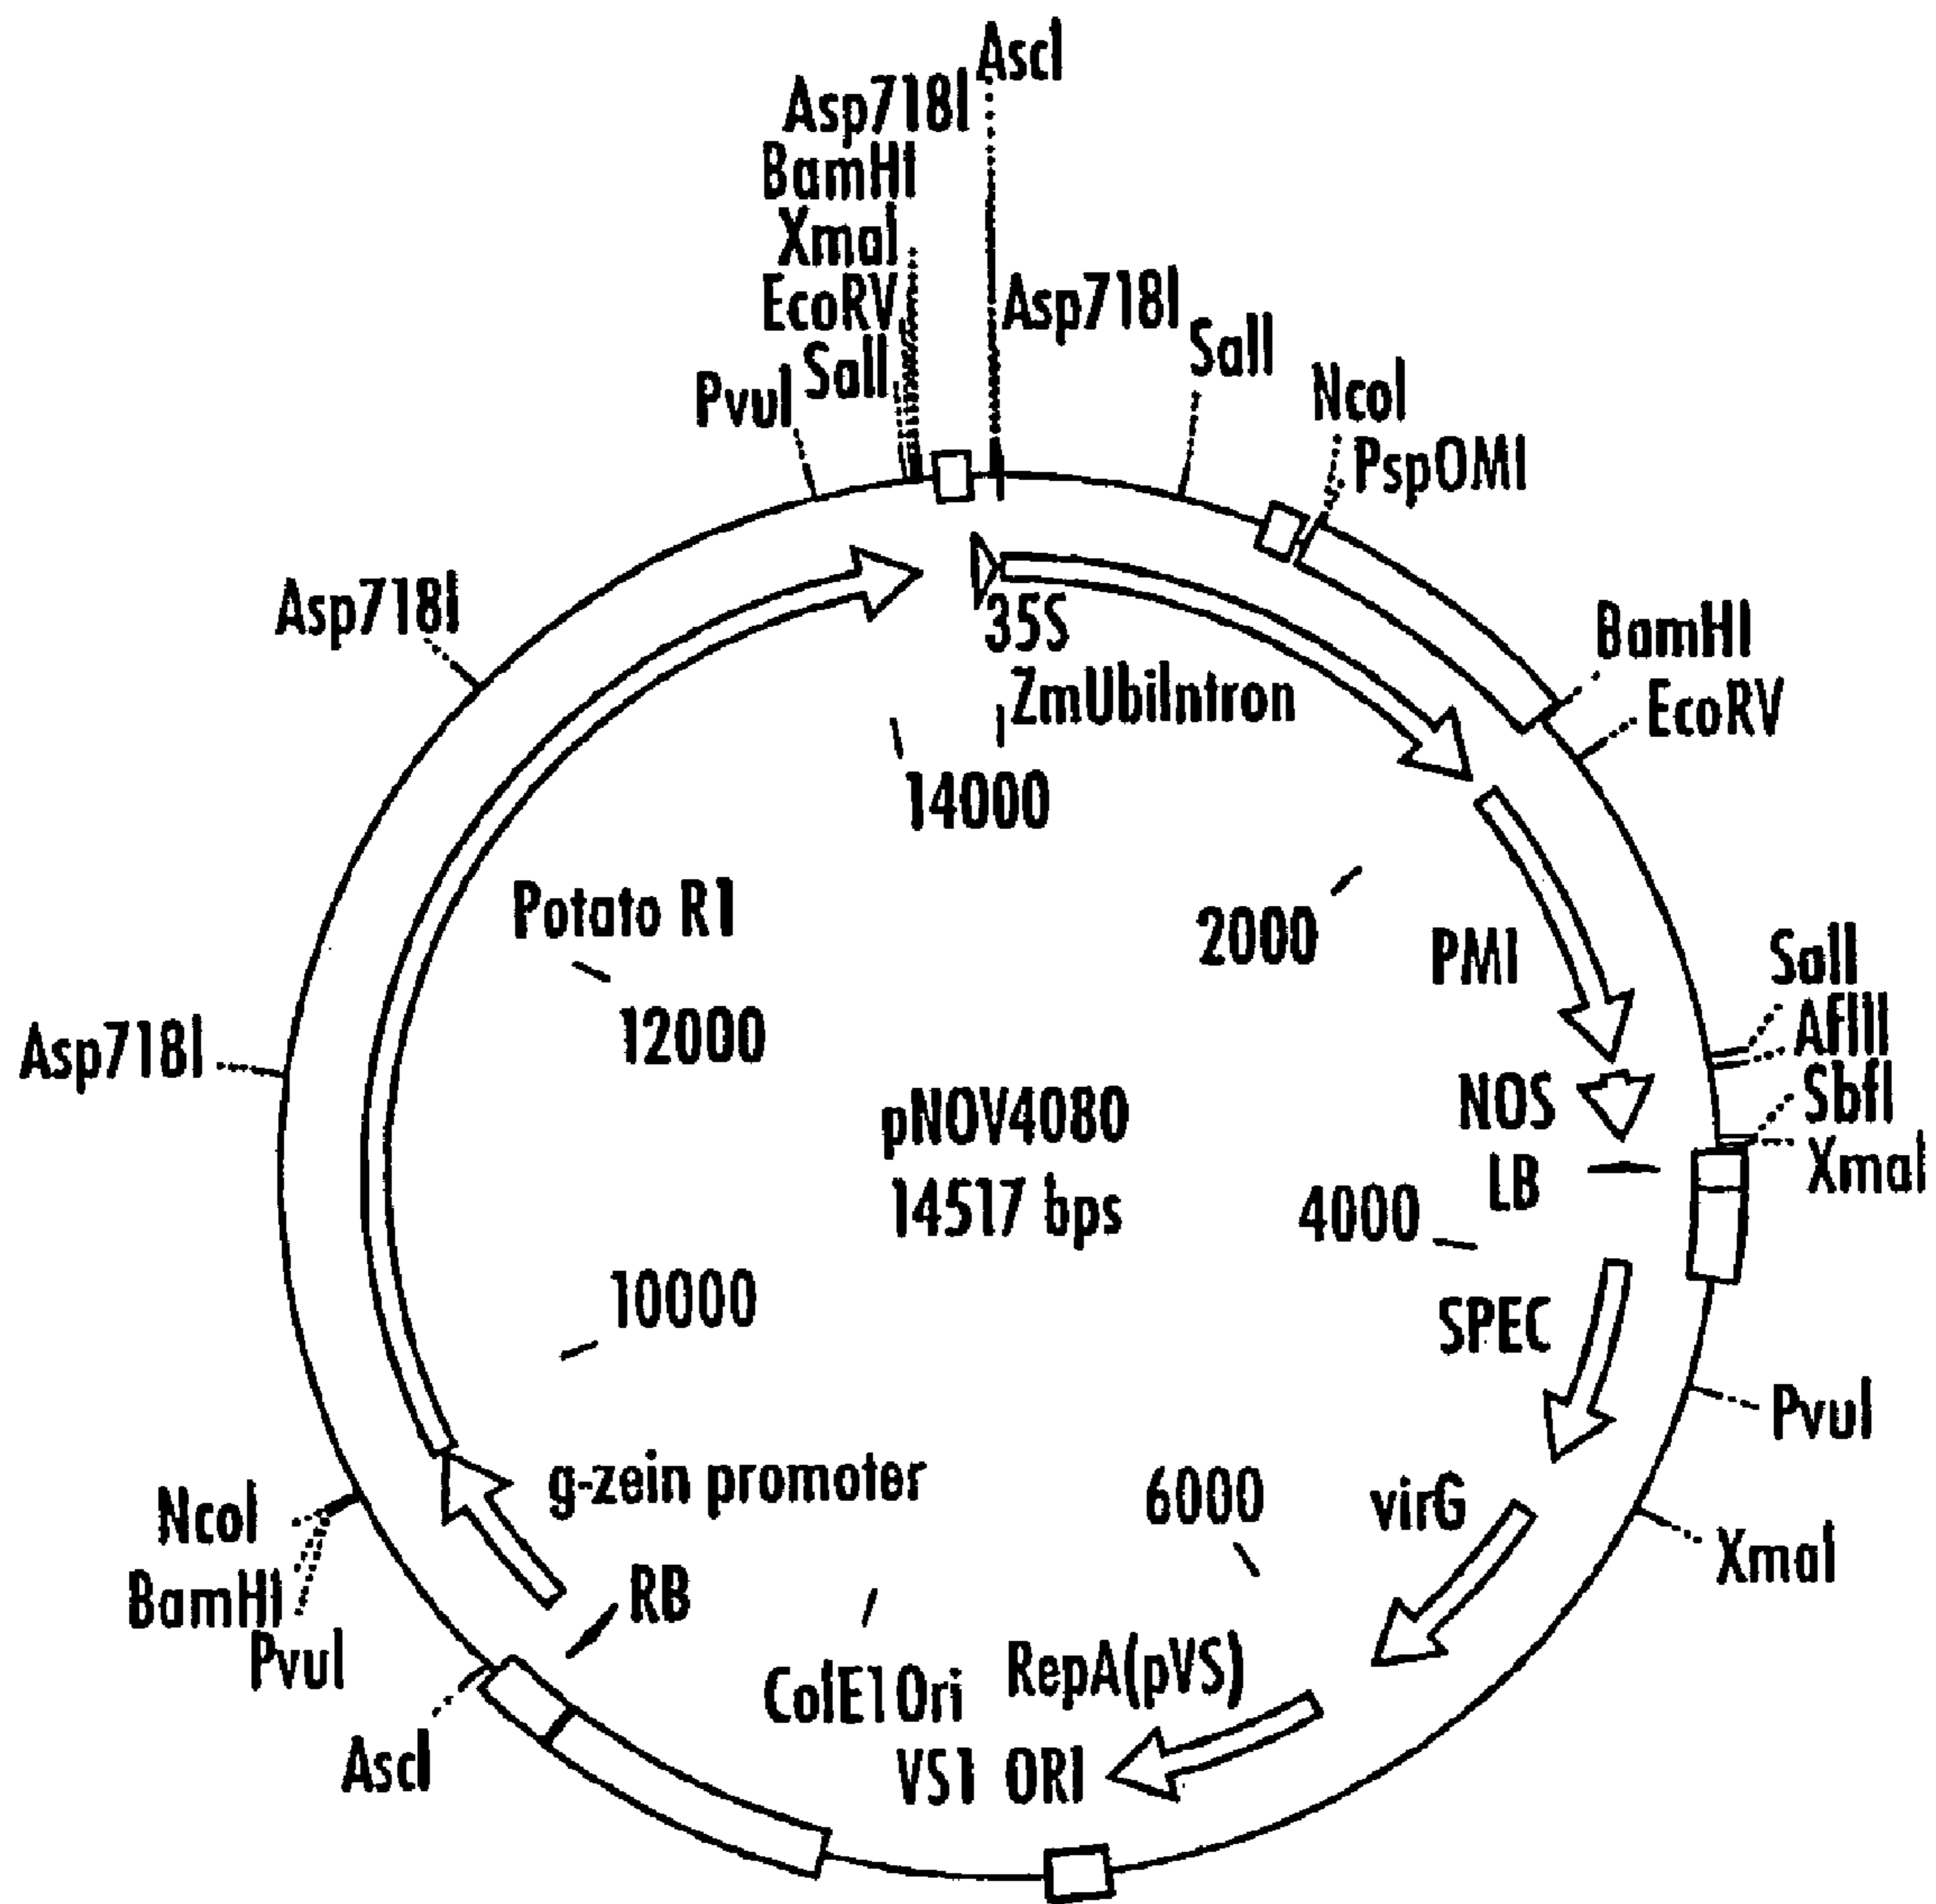 AscI
Asp718I
BamHI
XmaI
EcoRV
SalI
PvuI
Asp718I
SalI
NcoI
PspOMI
Asp718I
BamHI
EcoRV
35S
ZmUbiIntron
14000
Potato R1
2000
PMI
12000
Asp718I
SalI
AflII
SbfI
XmaI
NOS
LB
pNOV4080
14517 bps
4000
10000
SPEC
PvuI
g-zein promoter
6000
virG
NcoI
BamHI
PvuI
XmaI
RB
ColE1Ori
RepA(pVS)
VS1 ORI
AscI